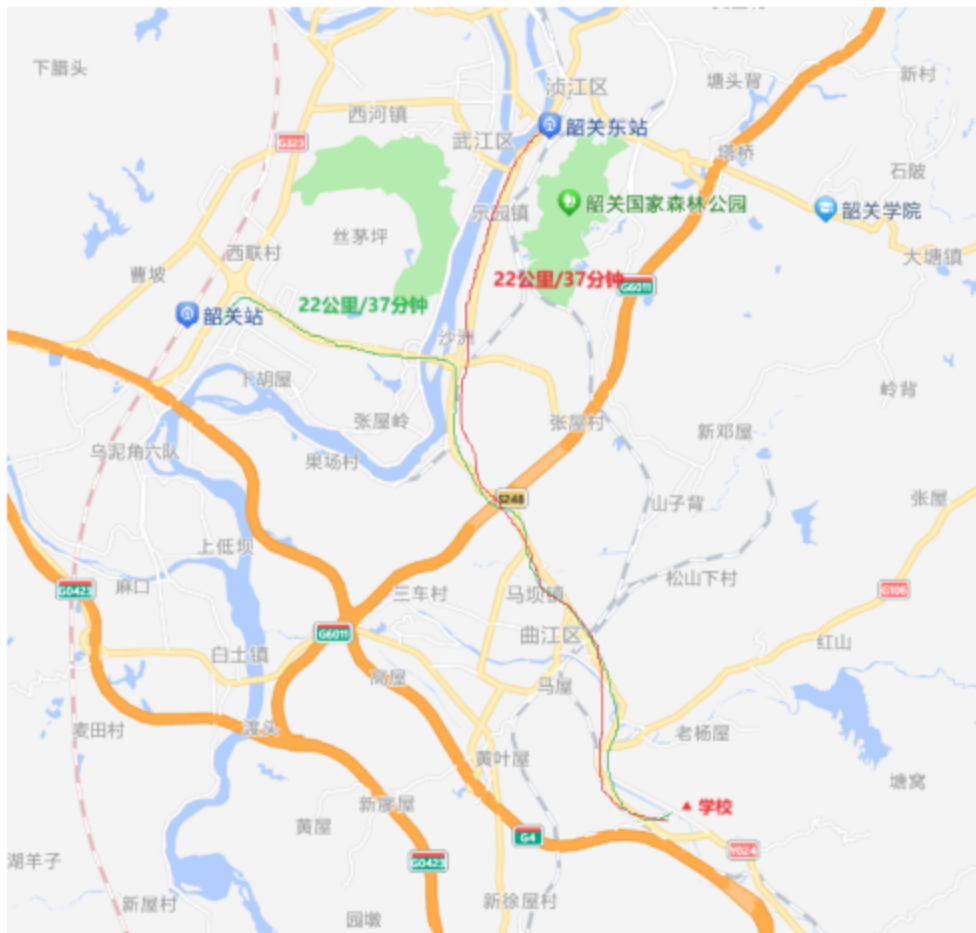 下腊头
浈江区
塘头背
新村
西河镇
韶关东站
G323
武江区
塔桥
石陂
乐园镇
韶关国家森林公园
韶关学院
丝茅坪
西联村
大塘镇
曹坡
22公里/37分钟
G6011
22公里/37分钟
韶关站
沙洲
下胡屋
岭背
张屋岭
张屋村
新邓屋
乌泥角六队
果场村
S248
张屋
山子背
上低坝
松山下村
G0423
麻口
三车村
马坝镇
G106
G6011
曲江区
红山
白土镇
高屋
马屋
麦田村
渡头
老杨屋
黄叶屋
塘窝
新廖屋
学校
黄屋
G4
Y024
湖羊子
G0423
新屋村
园墩
新徐屋村